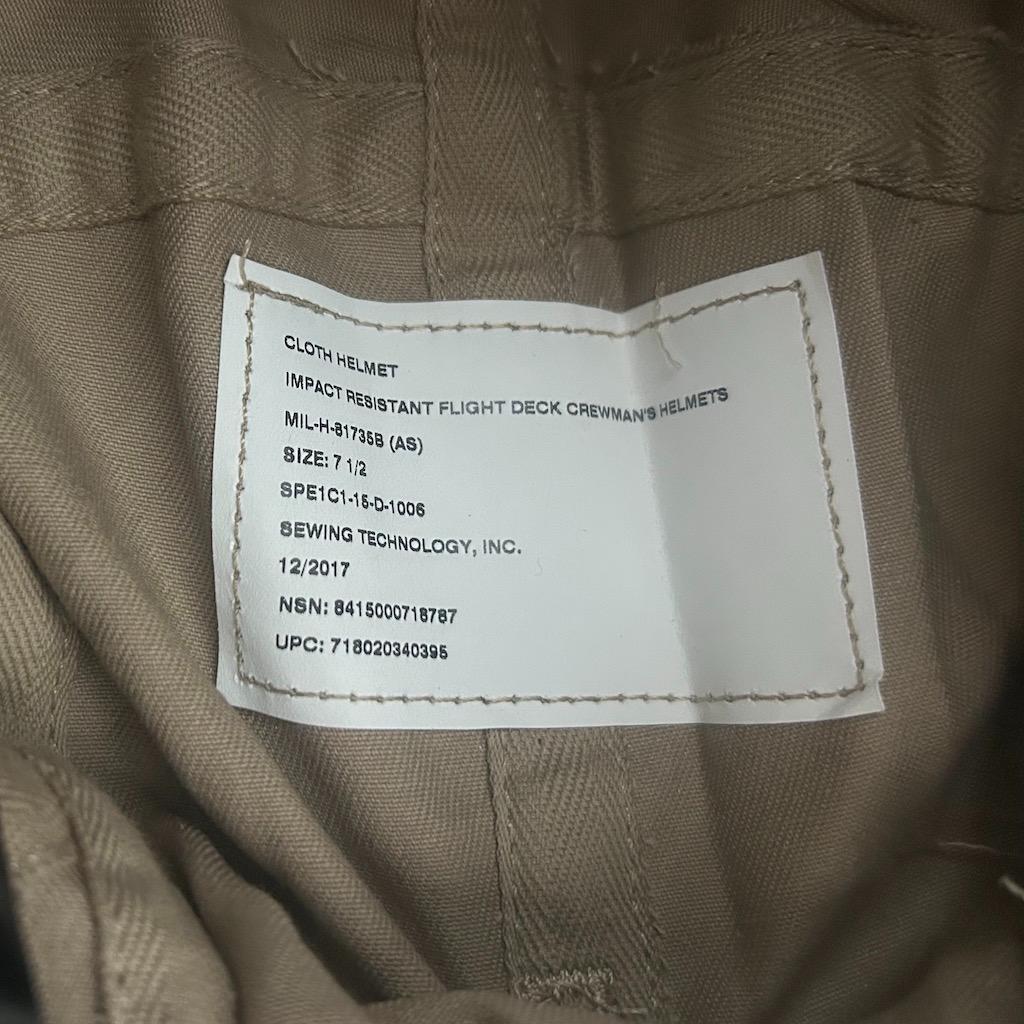 CLOTH HELMET
IMPACT RESISTANT FLIGHT DECK CREWMAN'S HELMETS
MIL-H-81735B (AS)
SIZE: 7 1/2
SPE1C1-15-D-1006
SEWING TECHNOLOGY, INC.
12/2017
NSN: 8415000718787
UPC: 718020340395